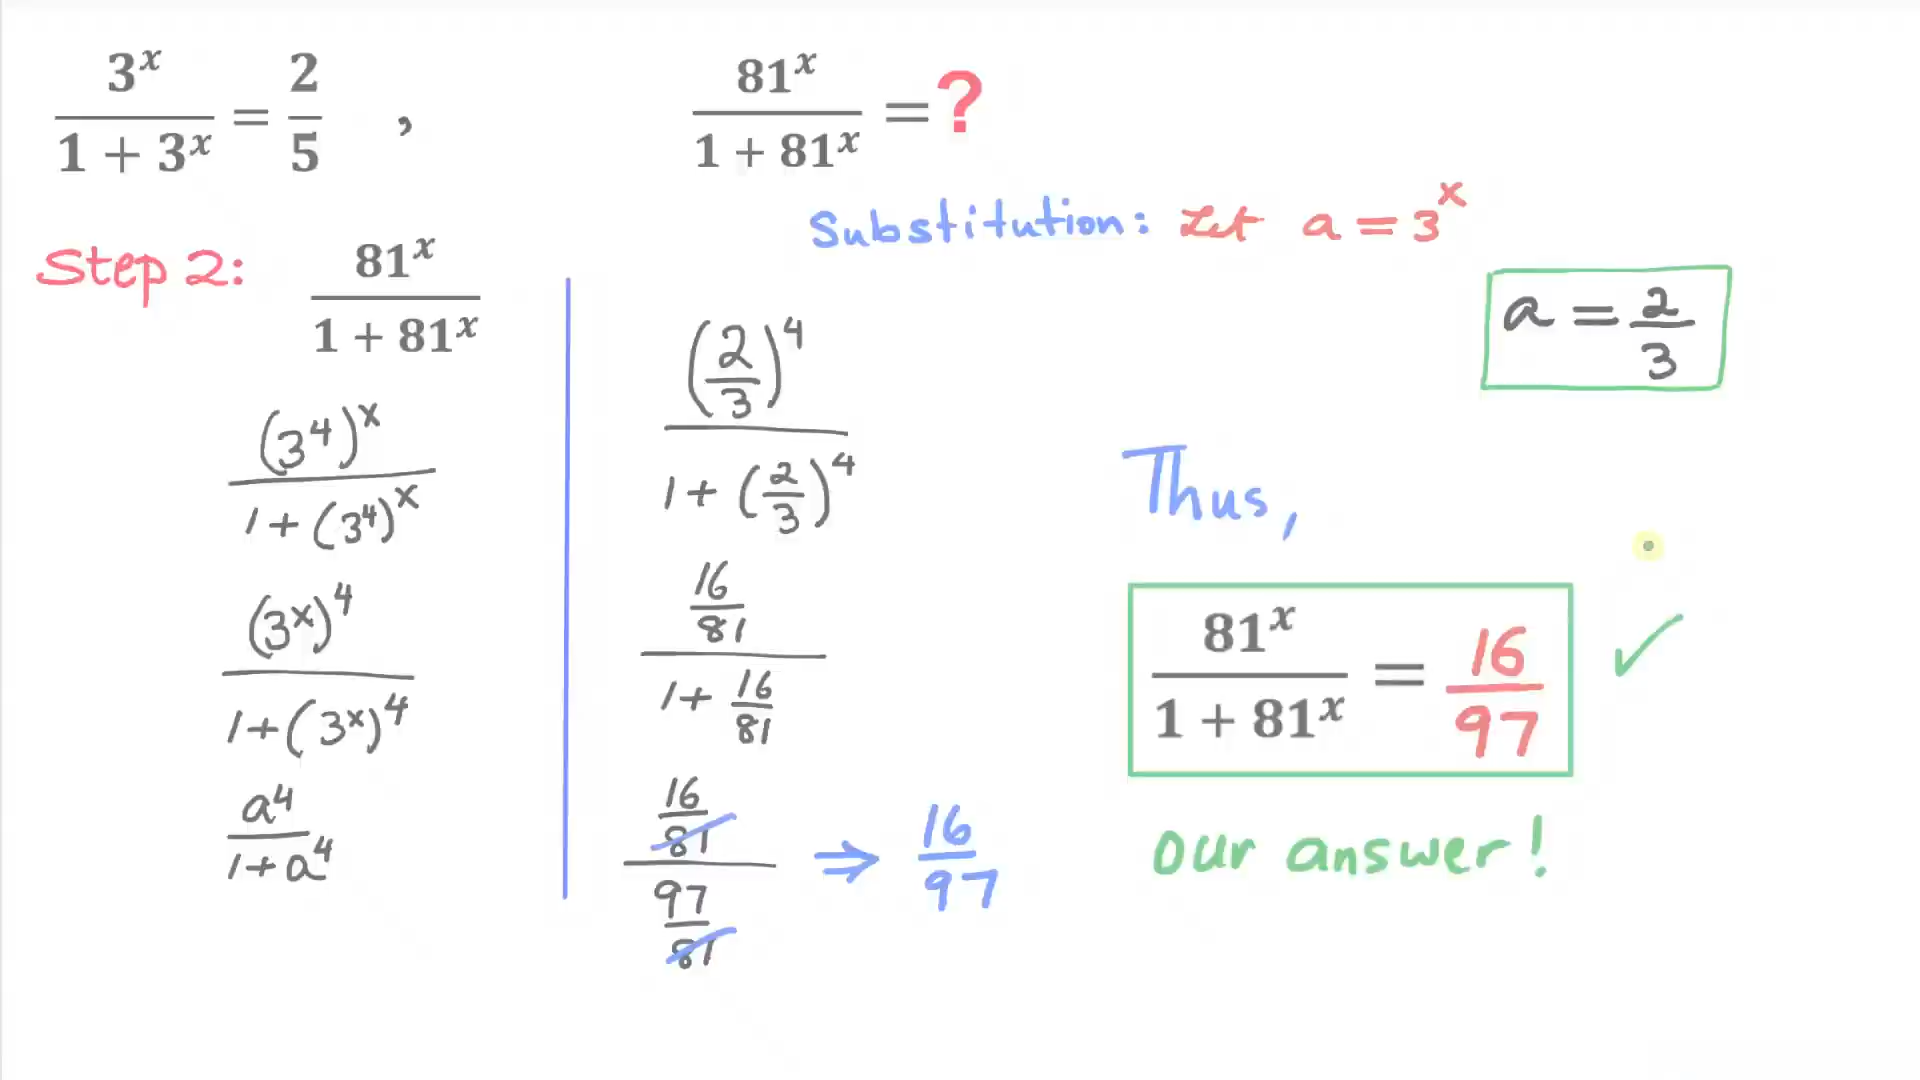 3^x / (1 + 3^x) = 2/5 , 81^x / (1 + 81^x) = ?
Substitution: Let a = 3^x
a = 2/3
Step 2: 81^x / (1 + 81^x)
(3^4)^x / (1 + (3^4)^x)
(3^x)^4 / (1 + (3^x)^4)
a^4 / (1 + a^4)
(2/3)^4 / (1 + (2/3)^4)
(16/81) / (1 + 16/81)
(16/81) / (97/81) ⇒ 16/97
Thus,
81^x / (1 + 81^x) = 16/97 ✓
our answer!